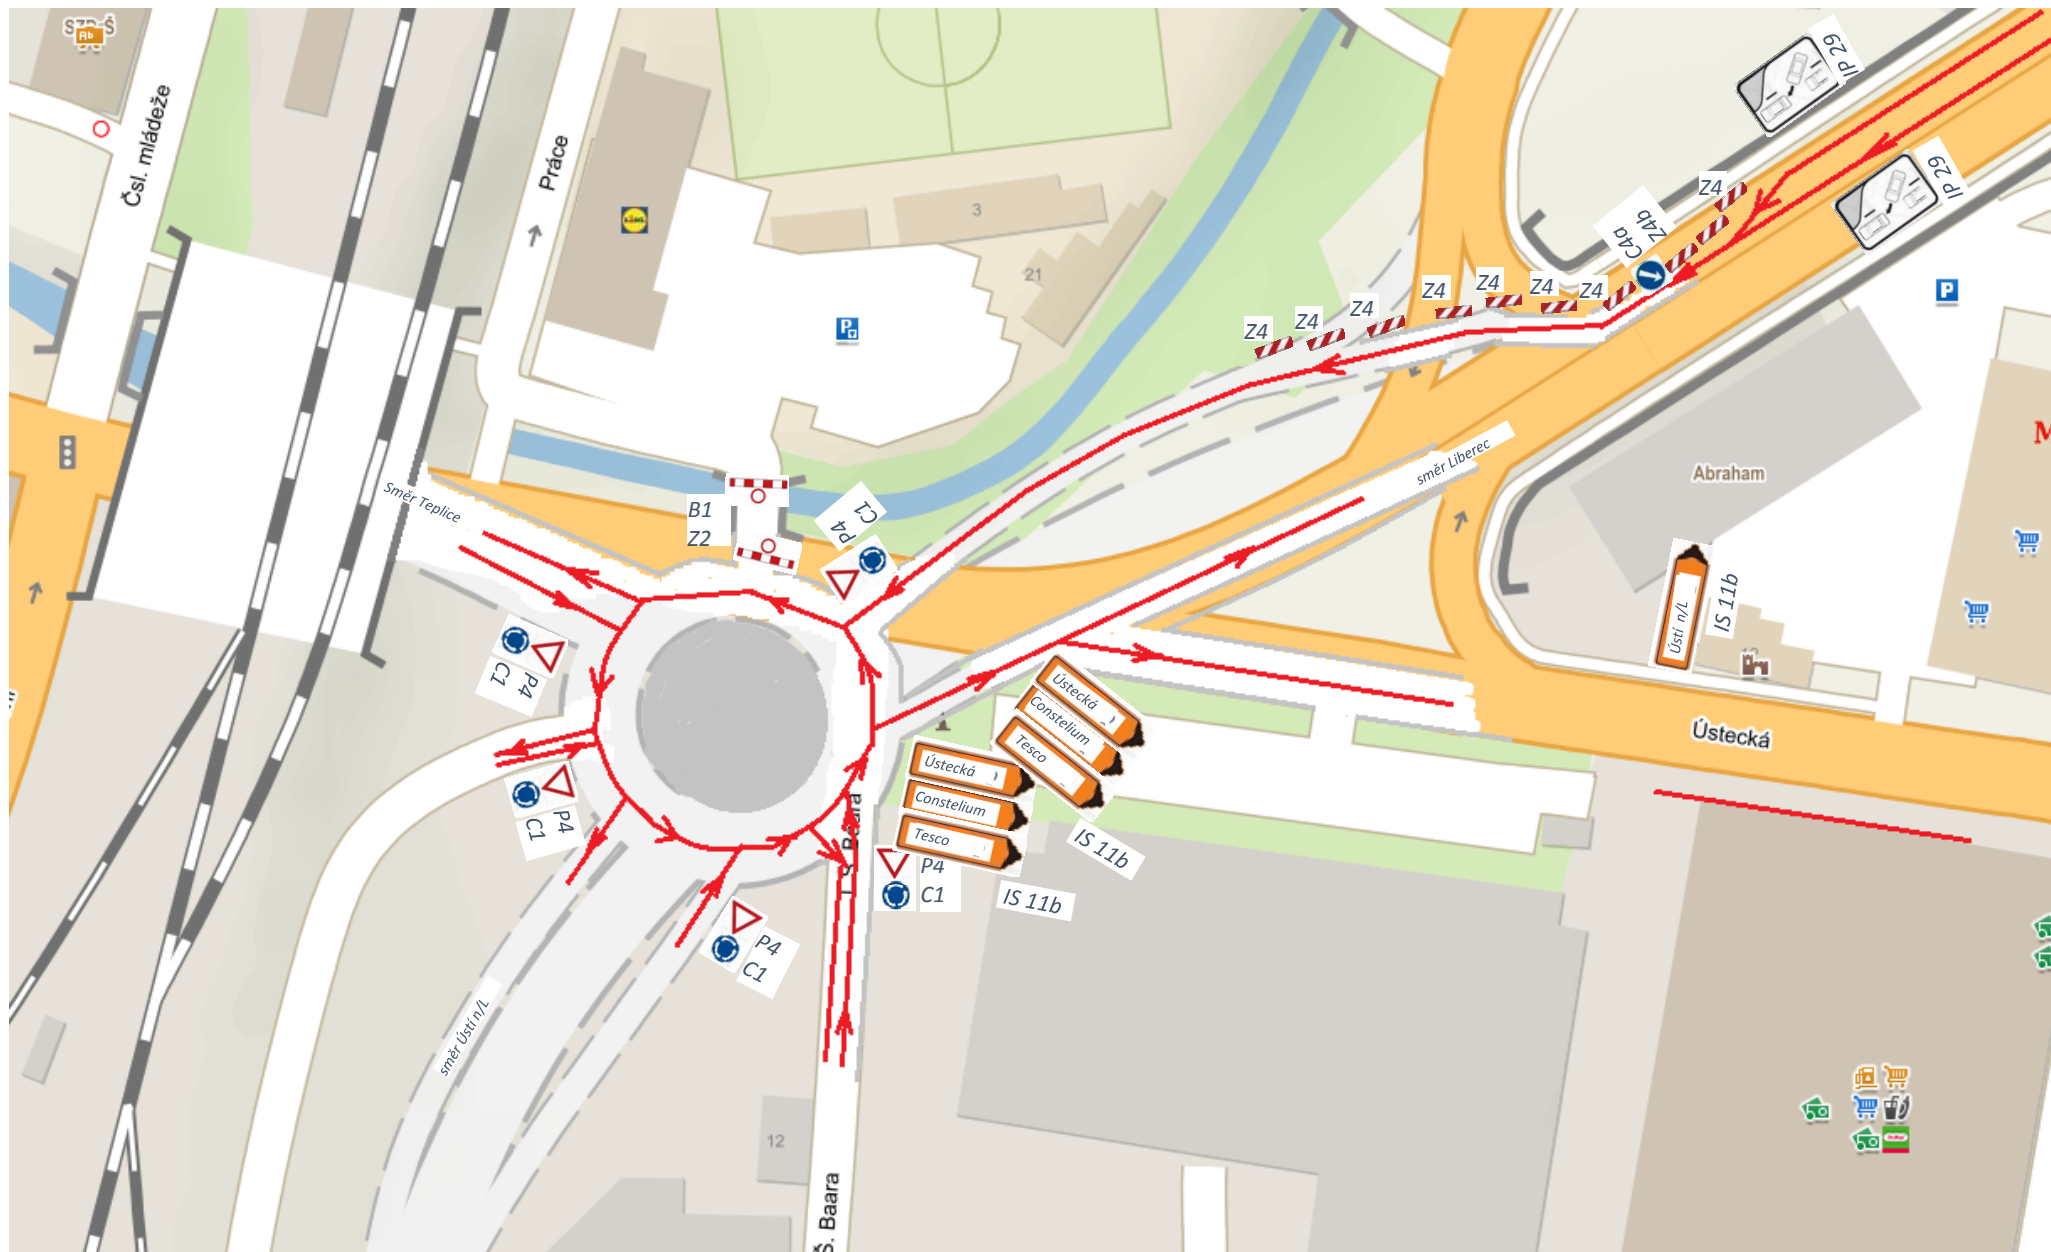 IP 29
Čsl. mládeže
Práce
IP 29
Z4
3
C4a
Z4b
21
Z4
Z4
Z4
Z4
Z4
Z4
Z4
P
P
směr Liberec
Abraham
M
Směr Teplice
B1
Z2
P4
C1
Ústí n/L
IS 11b
C1
P4
Ústecká
Constelium
Tesco
Ústecká
Ústecká
Constelium
Tesco
C1
P4
IS 11b
P4
C1
IS 11b
P4
C1
směr Ústí n/L
12
Š. Baara